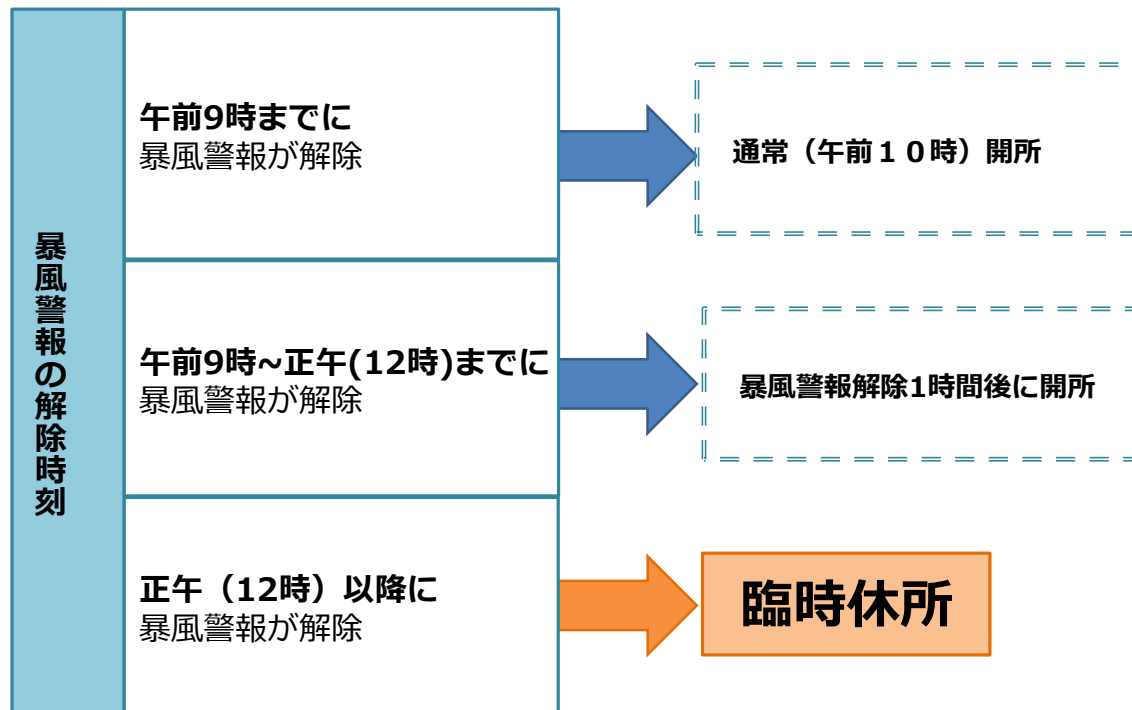 暴風警報の解除時刻
午前9時までに
暴風警報が解除
通常（午前１０時）開所
午前9時~正午(12時)までに
暴風警報が解除
暴風警報解除1時間後に開所
正午（12時）以降に
暴風警報が解除
臨時休所